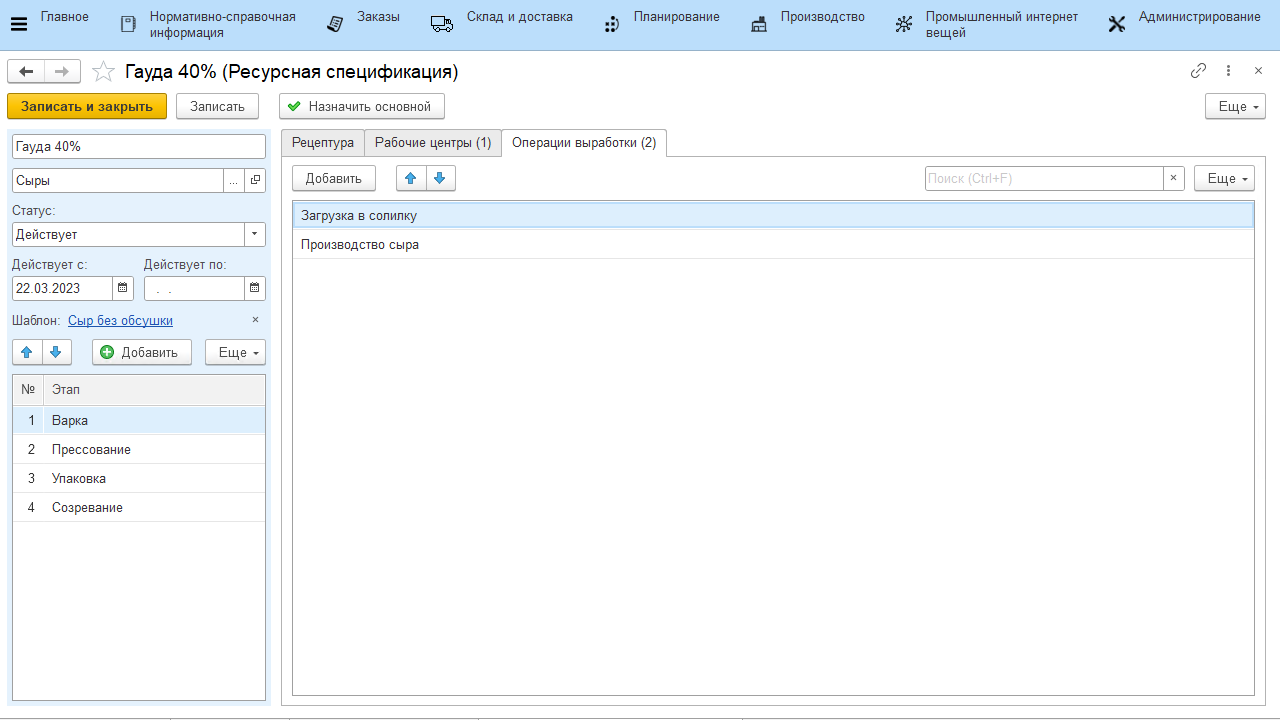 Главное
Нормативно-справочная
информация
Заказы
Склад и доставка
Планирование
Производство
Промышленный интернет
вещей
Администрирование
Гауда 40% (Ресурсная спецификация)
Записать и закрыть
Записать
Назначить основной
Еще
Гауда 40%
Сыры
...
Статус:
Действует
Действует с:
Действует по:
22.03.2023
. .
Шаблон: Сыр без обсушки
Добавить
Еще
№ Этап
1 Варка
2 Прессование
3 Упаковка
4 Созревание
Рецептура
Рабочие центры (1)
Операции выработки (2)
Добавить
Поиск (Ctrl+F)
Еще
Загрузка в солилку
Производство сыра